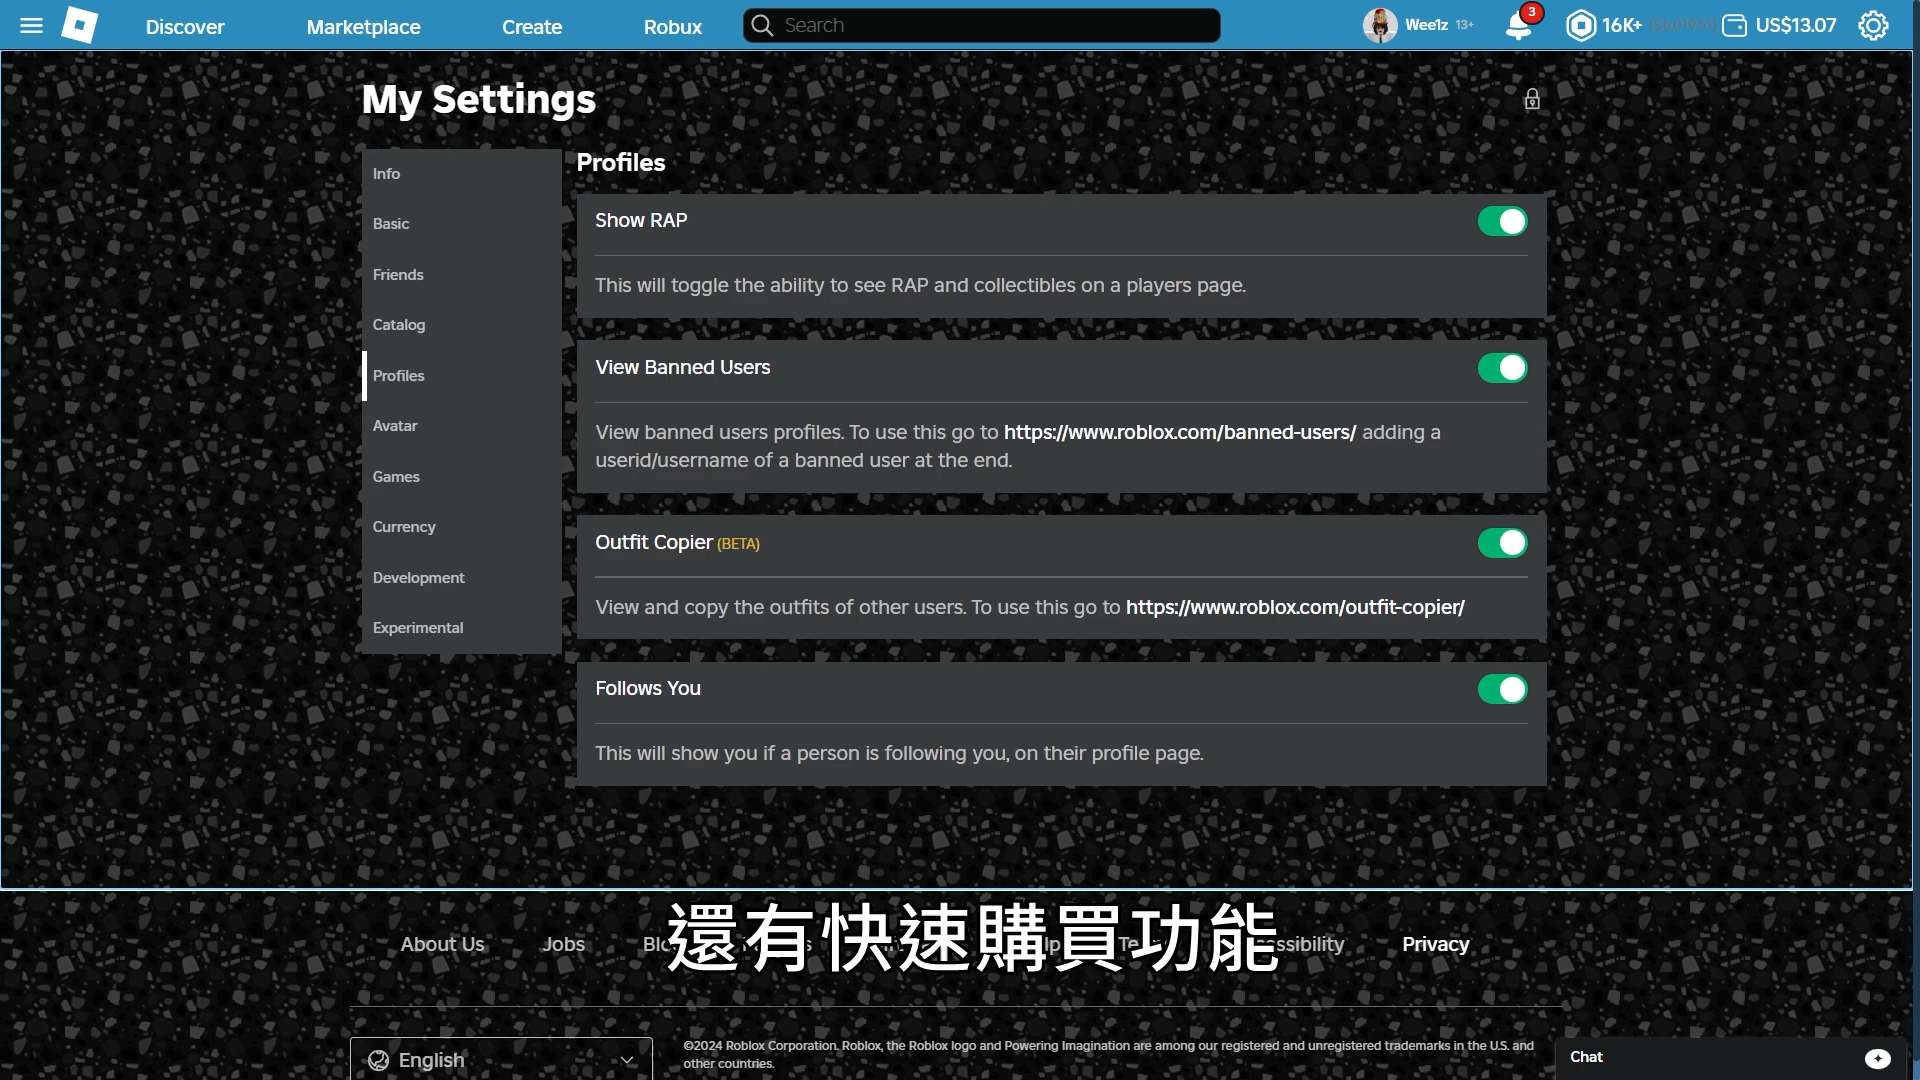 Discover
Marketplace
Create
Robux
Search
Wee1z 13+
3
16K+
US$13.07
My Settings
Info
Basic
Friends
Catalog
Profiles
Avatar
Games
Currency
Development
Experimental
Profiles
Show RAP
This will toggle the ability to see RAP and collectibles on a players page.
View Banned Users
View banned users profiles. To use this go to https://www.roblox.com/banned-users/ adding a
userid/username of a banned user at the end.
Outfit Copier (BETA)
View and copy the outfits of other users. To use this go to https://www.roblox.com/outfit-copier/
Follows You
This will show you if a person is following you, on their profile page.
About Us
Jobs
Privacy
還有快速購買功能
English
©2024 Roblox Corporation. Roblox, the Roblox logo and Powering Imagination are among our registered and unregistered trademarks in the U.S. and
other countries.
Chat